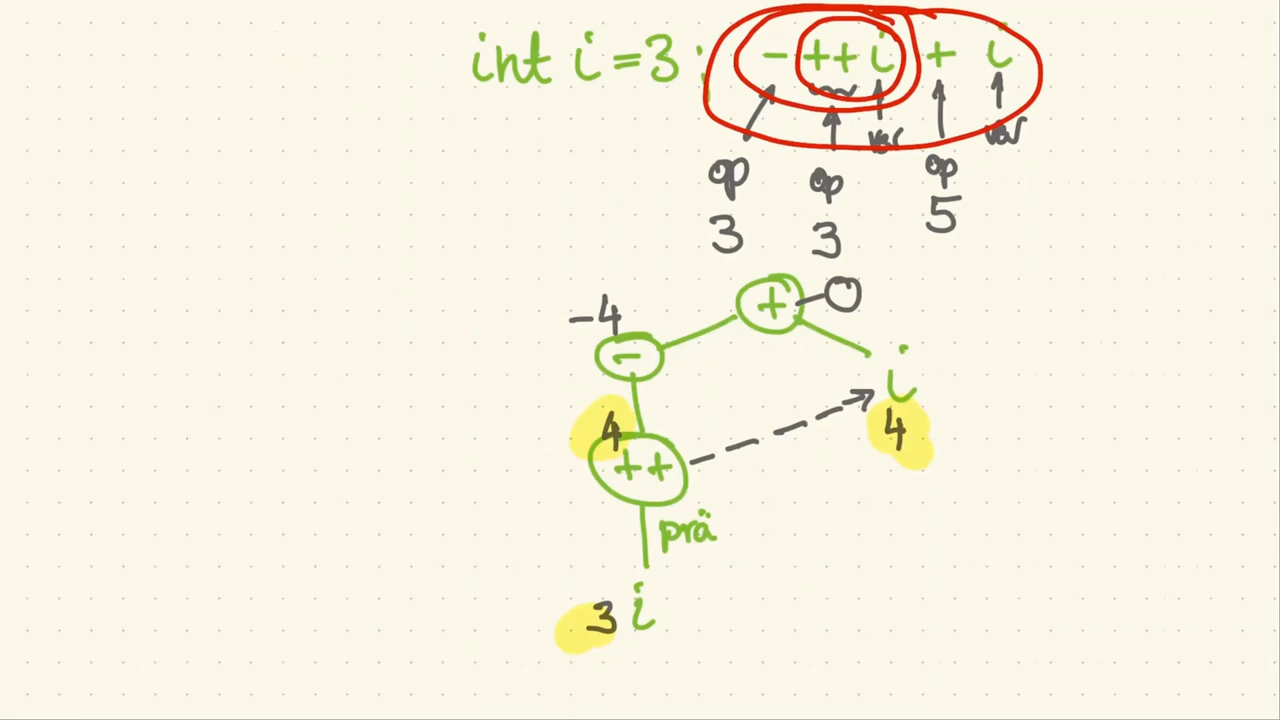 int i = 3; - ++i + i
var var
op op op
3 3 5
+ 0
-4
-
i
4 4
++
prä
3 i